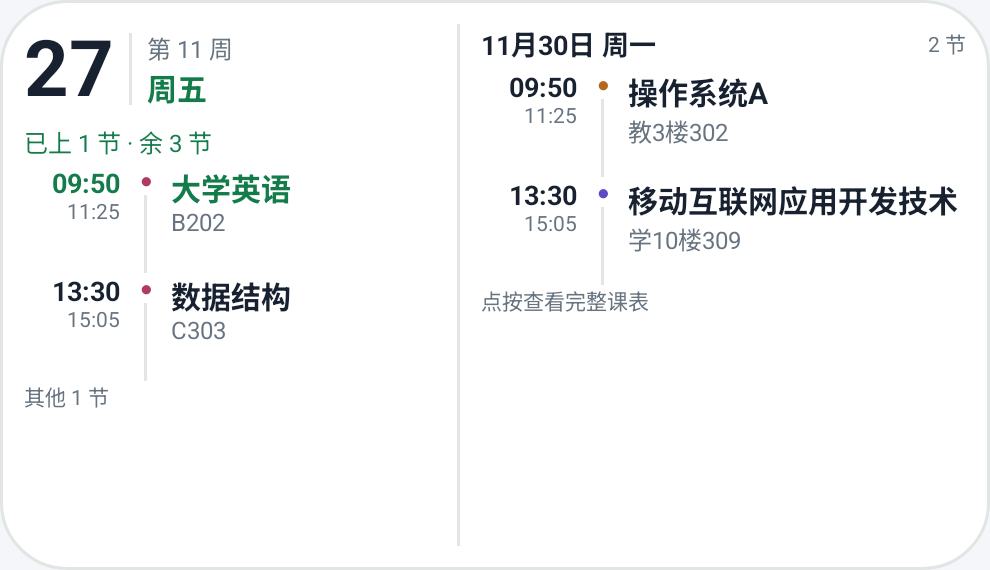 27
第 11 周
周五
已上 1 节 · 余 3 节
09:50
11:25
大学英语
B202
13:30
15:05
数据结构
C303
其他 1 节
11月30日 周一
2 节
09:50
11:25
操作系统A
教3楼302
13:30
15:05
移动互联网应用开发技术
学10楼309
点按查看完整课表